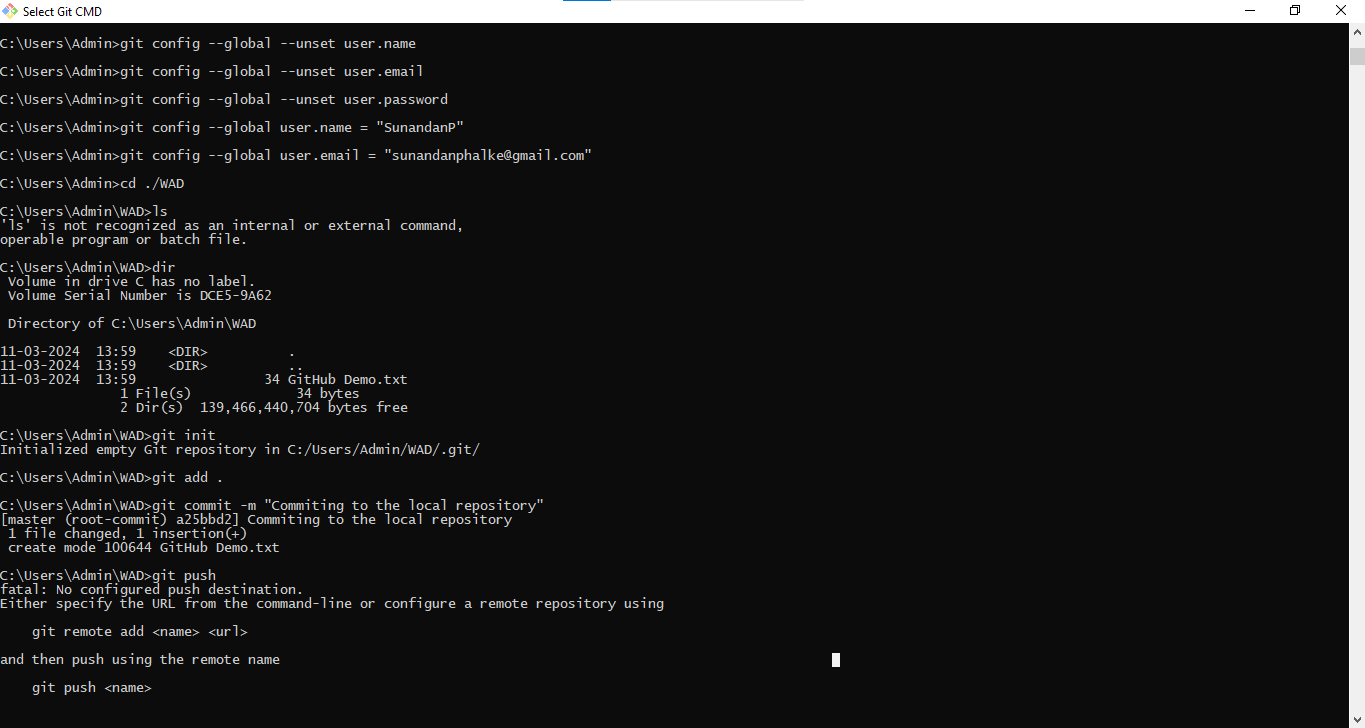 Select Git CMD
C:\Users\Admin>git config --global --unset user.name
C:\Users\Admin>git config --global --unset user.email
C:\Users\Admin>git config --global --unset user.password
C:\Users\Admin>git config --global user.name = "SunandanP"
C:\Users\Admin>git config --global user.email = "sunandanphalke@gmail.com"
C:\Users\Admin>cd ./WAD
C:\Users\Admin\WAD>ls
'ls' is not recognized as an internal or external command,
operable program or batch file.
C:\Users\Admin\WAD>dir
 Volume in drive C has no label.
 Volume Serial Number is DCE5-9A62
 Directory of C:\Users\Admin\WAD
11-03-2024  13:59    <DIR>          .
11-03-2024  13:59    <DIR>          ..
11-03-2024  13:59                34 GitHub Demo.txt
               1 File(s)             34 bytes
               2 Dir(s)  139,466,440,704 bytes free
C:\Users\Admin\WAD>git init
Initialized empty Git repository in C:/Users/Admin/WAD/.git/
C:\Users\Admin\WAD>git add .
C:\Users\Admin\WAD>git commit -m "Commiting to the local repository"
[master (root-commit) a25bbd2] Commiting to the local repository
 1 file changed, 1 insertion(+)
 create mode 100644 GitHub Demo.txt
C:\Users\Admin\WAD>git push
fatal: No configured push destination.
Either specify the URL from the command-line or configure a remote repository using
    git remote add <name> <url>
and then push using the remote name
    git push <name>